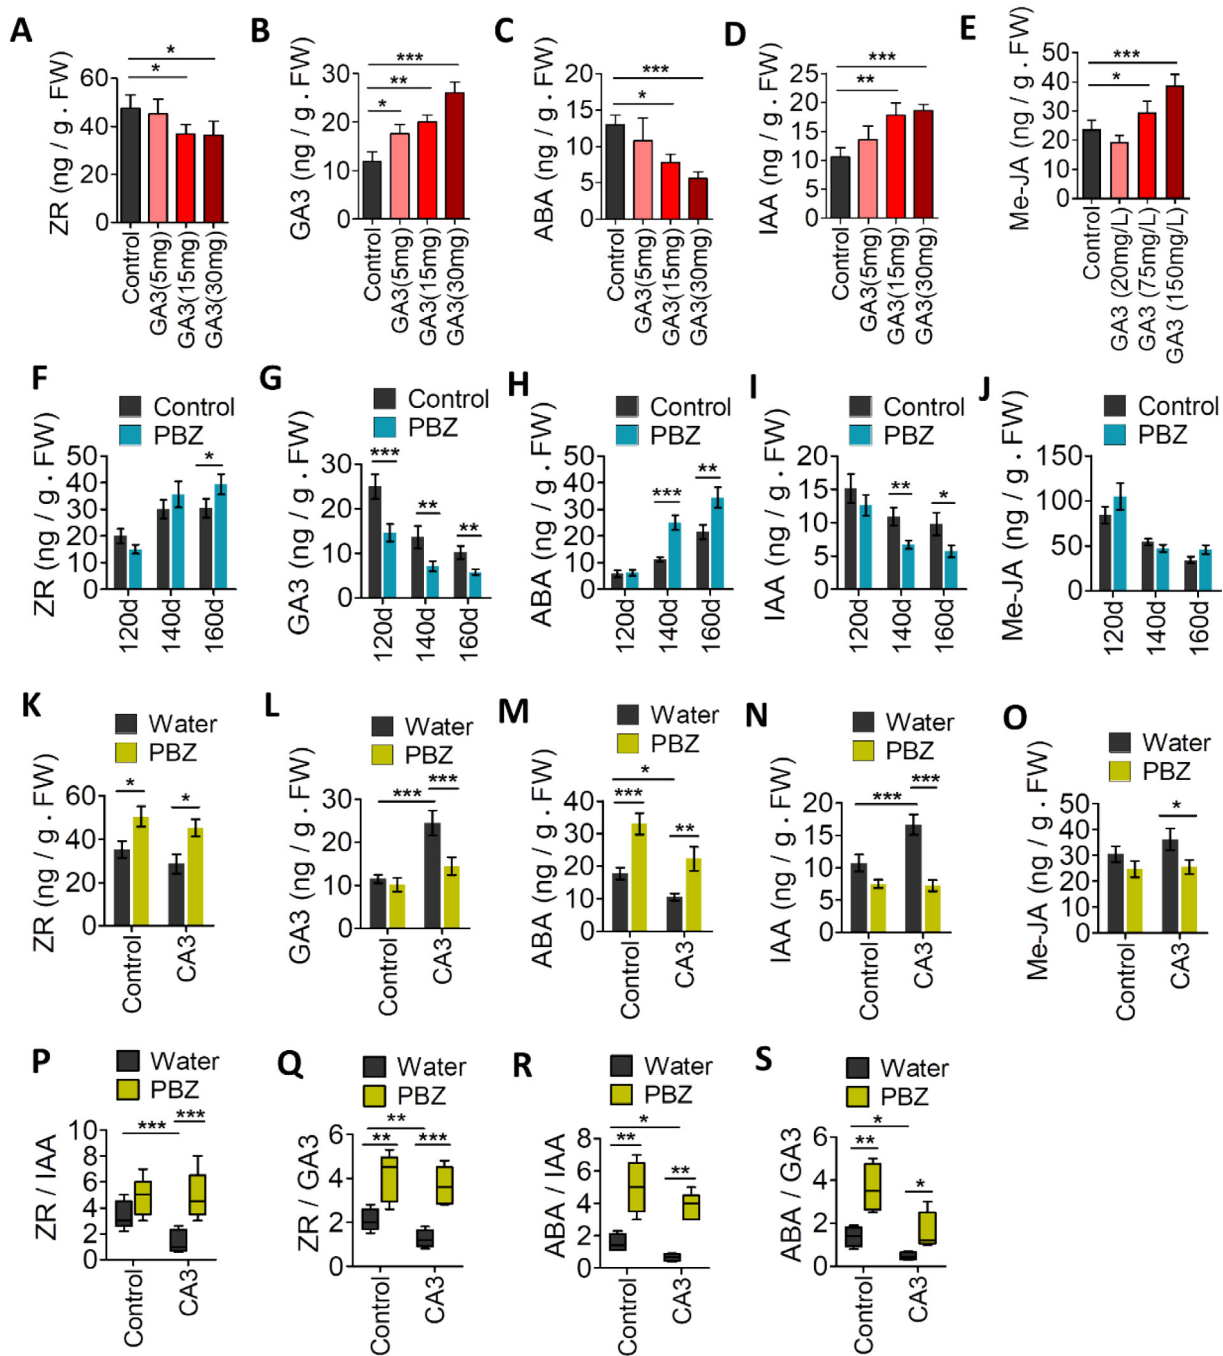 A
ZR (ng / g . FW)
60
40
20
0
*
*
Control
GA3(5mg)
GA3(15mg)
GA3(30mg)
B
GA3 (ng / g . FW)
30
20
10
0
***
**
*
Control
GA3(5mg)
GA3(15mg)
GA3(30mg)
C
ABA (ng / g . FW)
20
15
10
5
0
***
*
Control
GA3(5mg)
GA3(15mg)
GA3(30mg)
D
IAA (ng / g . FW)
25
20
15
10
5
0
***
**
Control
GA3(5mg)
GA3(15mg)
GA3(30mg)
E
Me-JA (ng / g . FW)
50
40
30
20
10
0
***
*
Control
GA3 (20mg/L)
GA3 (75mg/L)
GA3 (150mg/L)
F
Control
PBZ
ZR (ng / g . FW)
50
40
30
20
10
0
*
120d
140d
160d
G
Control
PBZ
GA3 (ng / g . FW)
30
20
10
0
***
**
**
120d
140d
160d
H
Control
PBZ
ABA (ng / g . FW)
50
40
30
20
10
0
***
**
120d
140d
160d
I
Control
PBZ
IAA (ng / g . FW)
20
15
10
5
0
**
*
120d
140d
160d
J
Control
PBZ
Me-JA (ng / g . FW)
150
100
50
0
120d
140d
160d
K
Water
PBZ
ZR (ng / g . FW)
60
40
20
0
*
*
Control
CA3
L
Water
PBZ
GA3 (ng / g . FW)
30
20
10
0
***
***
Control
CA3
M
Water
PBZ
ABA (ng / g . FW)
40
30
20
10
0
*
***
**
Control
CA3
N
Water
PBZ
IAA (ng / g . FW)
20
15
10
5
0
***
***
Control
CA3
O
Water
PBZ
Me-JA (ng / g . FW)
50
40
30
20
10
0
*
Control
CA3
P
Water
PBZ
ZR / IAA
10
8
6
4
2
0
***
***
Control
CA3
Q
Water
PBZ
ZR / GA3
6
4
2
0
**
**
***
Control
CA3
R
Water
PBZ
ABA / IAA
8
6
4
2
0
*
**
**
Control
CA3
S
Water
PBZ
ABA / GA3
6
4
2
0
*
**
*
Control
CA3